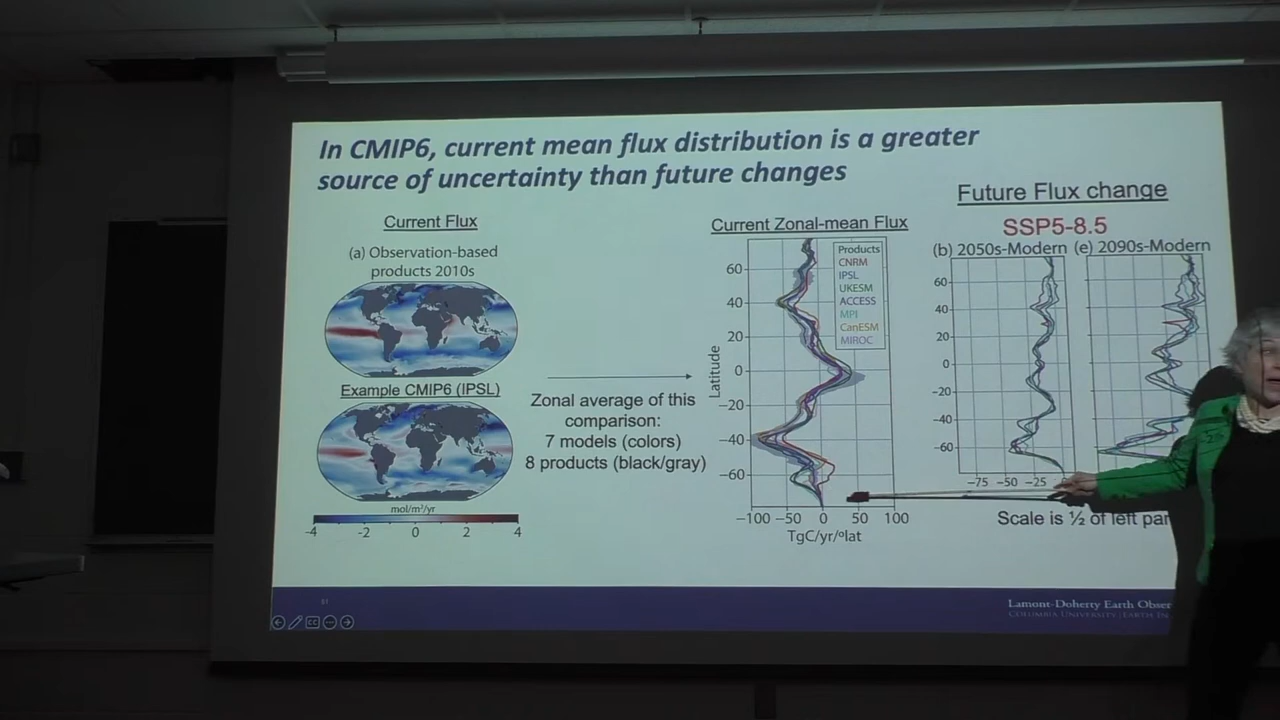 In CMIP6, current mean flux distribution is a greater
source of uncertainty than future changes
Current Flux
(a) Observation-based
products 2010s
Example CMIP6 (IPSL)
mol/m²/yr
-4 -2 0 2 4
Zonal average of this
comparison:
7 models (colors)
8 products (black/gray)
Current Zonal-mean Flux
Products
CNRM
IPSL
UKESM
ACCESS
MPI
CanESM
MIROC
Latitude
60
40
20
0
−20
−40
−60
−100 −50 0 50 100
TgC/yr/ºlat
Future Flux change
SSP5-8.5
(b) 2050s-Modern (e) 2090s-Modern
60
40
20
0
−20
−40
−60
−75 −50 −25
Scale is ½ of left
31
Lamont-Doherty Earth
Columbia University | Earth